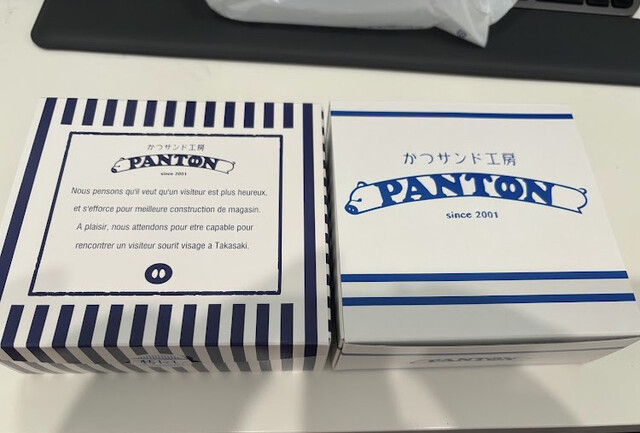 かつサンド工房
PANTON
since 2001
Nous pensons qu'il veut qu'un visiteur est plus heureux,
et s'efforce pour meilleure construction de magasin.
A plaisir, nous attendons pour etre capable pour
rencontrer un visiteur sourit visage a Takasaki.
かつサンド工房
PANTON
since 2001
PANTON